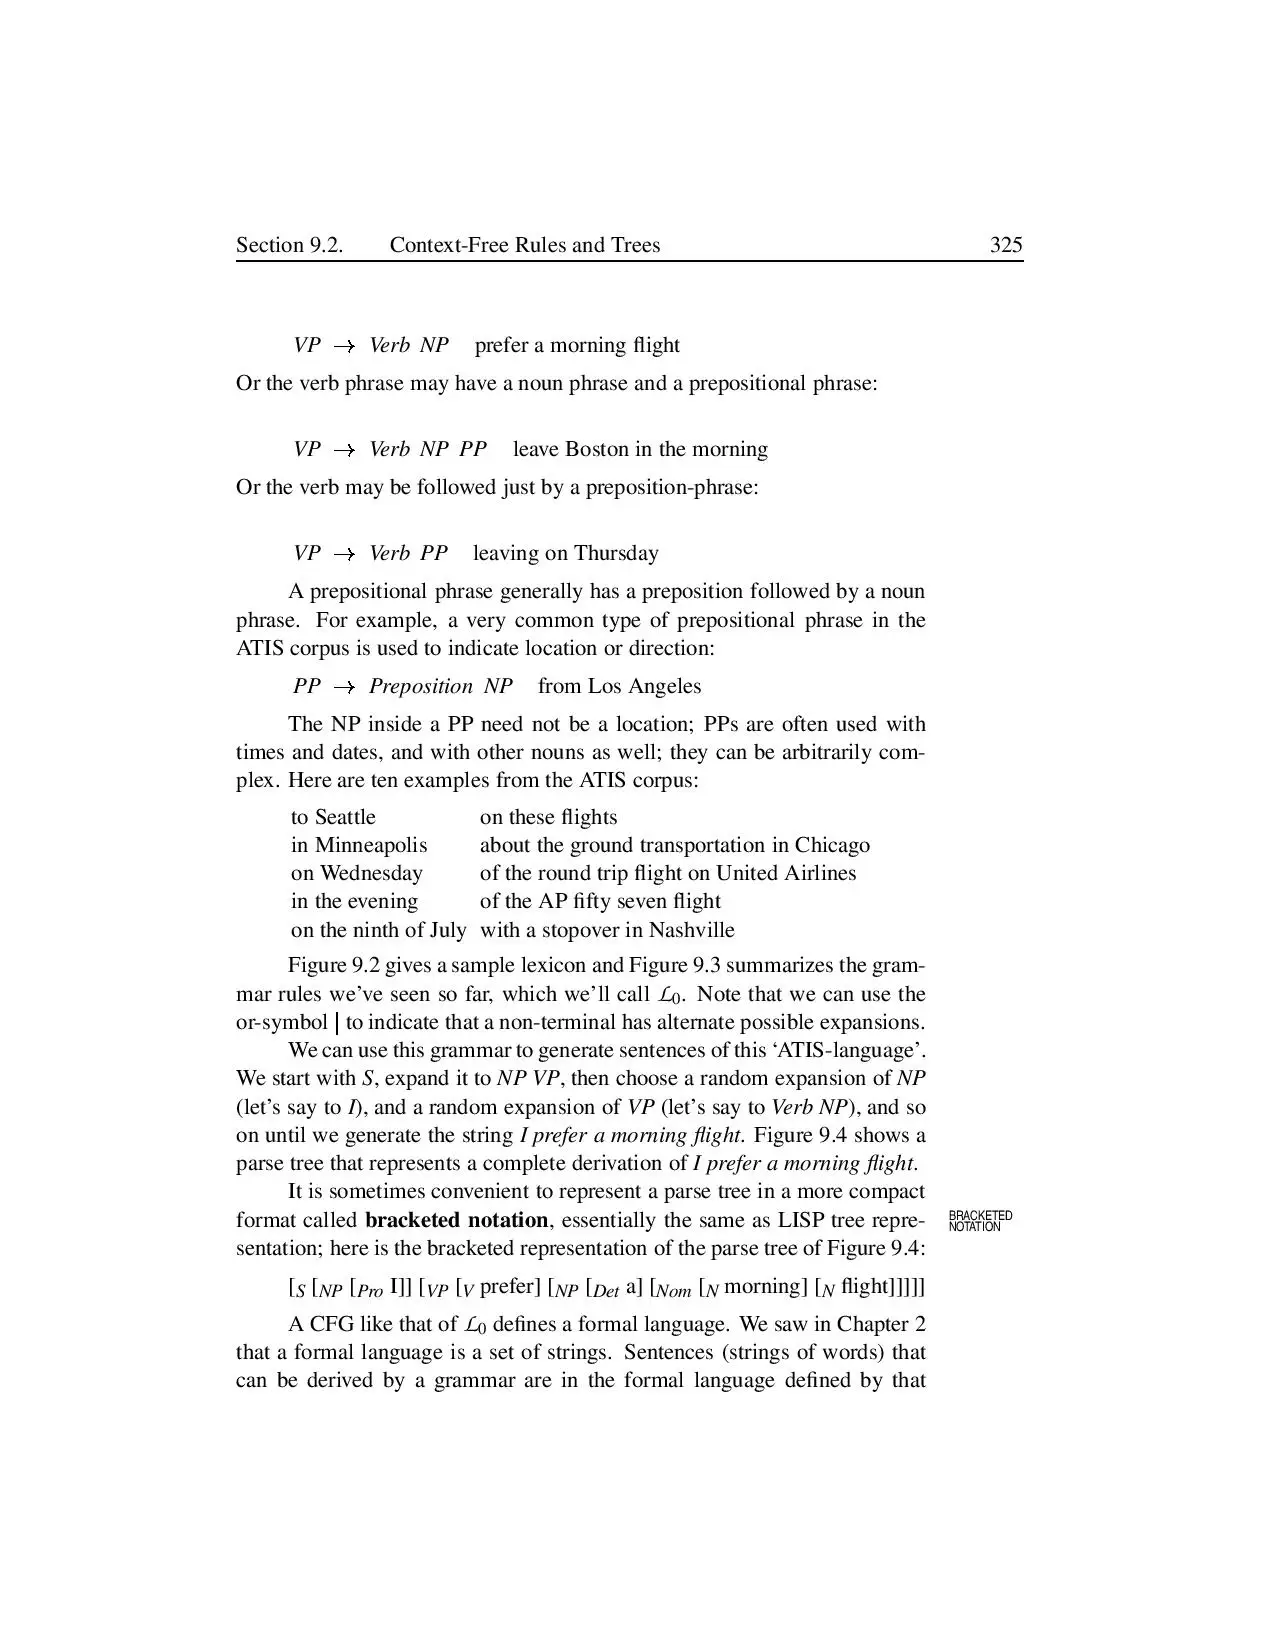 Section 9.2. Context-Free Rules and Trees 325
VP → Verb NP prefer a morning flight
Or the verb phrase may have a noun phrase and a prepositional phrase:
VP → Verb NP PP leave Boston in the morning
Or the verb may be followed just by a preposition-phrase:
VP → Verb PP leaving on Thursday
A prepositional phrase generally has a preposition followed by a noun
phrase. For example, a very common type of prepositional phrase in the
ATIS corpus is used to indicate location or direction:
PP → Preposition NP from Los Angeles
The NP inside a PP need not be a location; PPs are often used with
times and dates, and with other nouns as well; they can be arbitrarily com-
plex. Here are ten examples from the ATIS corpus:
to Seattle on these flights
in Minneapolis about the ground transportation in Chicago
on Wednesday of the round trip flight on United Airlines
in the evening of the AP fifty seven flight
on the ninth of July with a stopover in Nashville
Figure 9.2 gives a sample lexicon and Figure 9.3 summarizes the gram-
mar rules we've seen so far, which we'll call ℒ₀. Note that we can use the
or-symbol | to indicate that a non-terminal has alternate possible expansions.
We can use this grammar to generate sentences of this ‘ATIS-language’.
We start with S, expand it to NP VP, then choose a random expansion of NP
(let's say to I), and a random expansion of VP (let's say to Verb NP), and so
on until we generate the string I prefer a morning flight. Figure 9.4 shows a
parse tree that represents a complete derivation of I prefer a morning flight.
It is sometimes convenient to represent a parse tree in a more compact
format called bracketed notation, essentially the same as LISP tree repre-
sentation; here is the bracketed representation of the parse tree of Figure 9.4:
BRACKETED
NOTATION
[S [NP [Pro I]] [VP [V prefer] [NP [Det a] [Nom [N morning] [N flight]]]]]
A CFG like that of ℒ₀ defines a formal language. We saw in Chapter 2
that a formal language is a set of strings. Sentences (strings of words) that
can be derived by a grammar are in the formal language defined by that